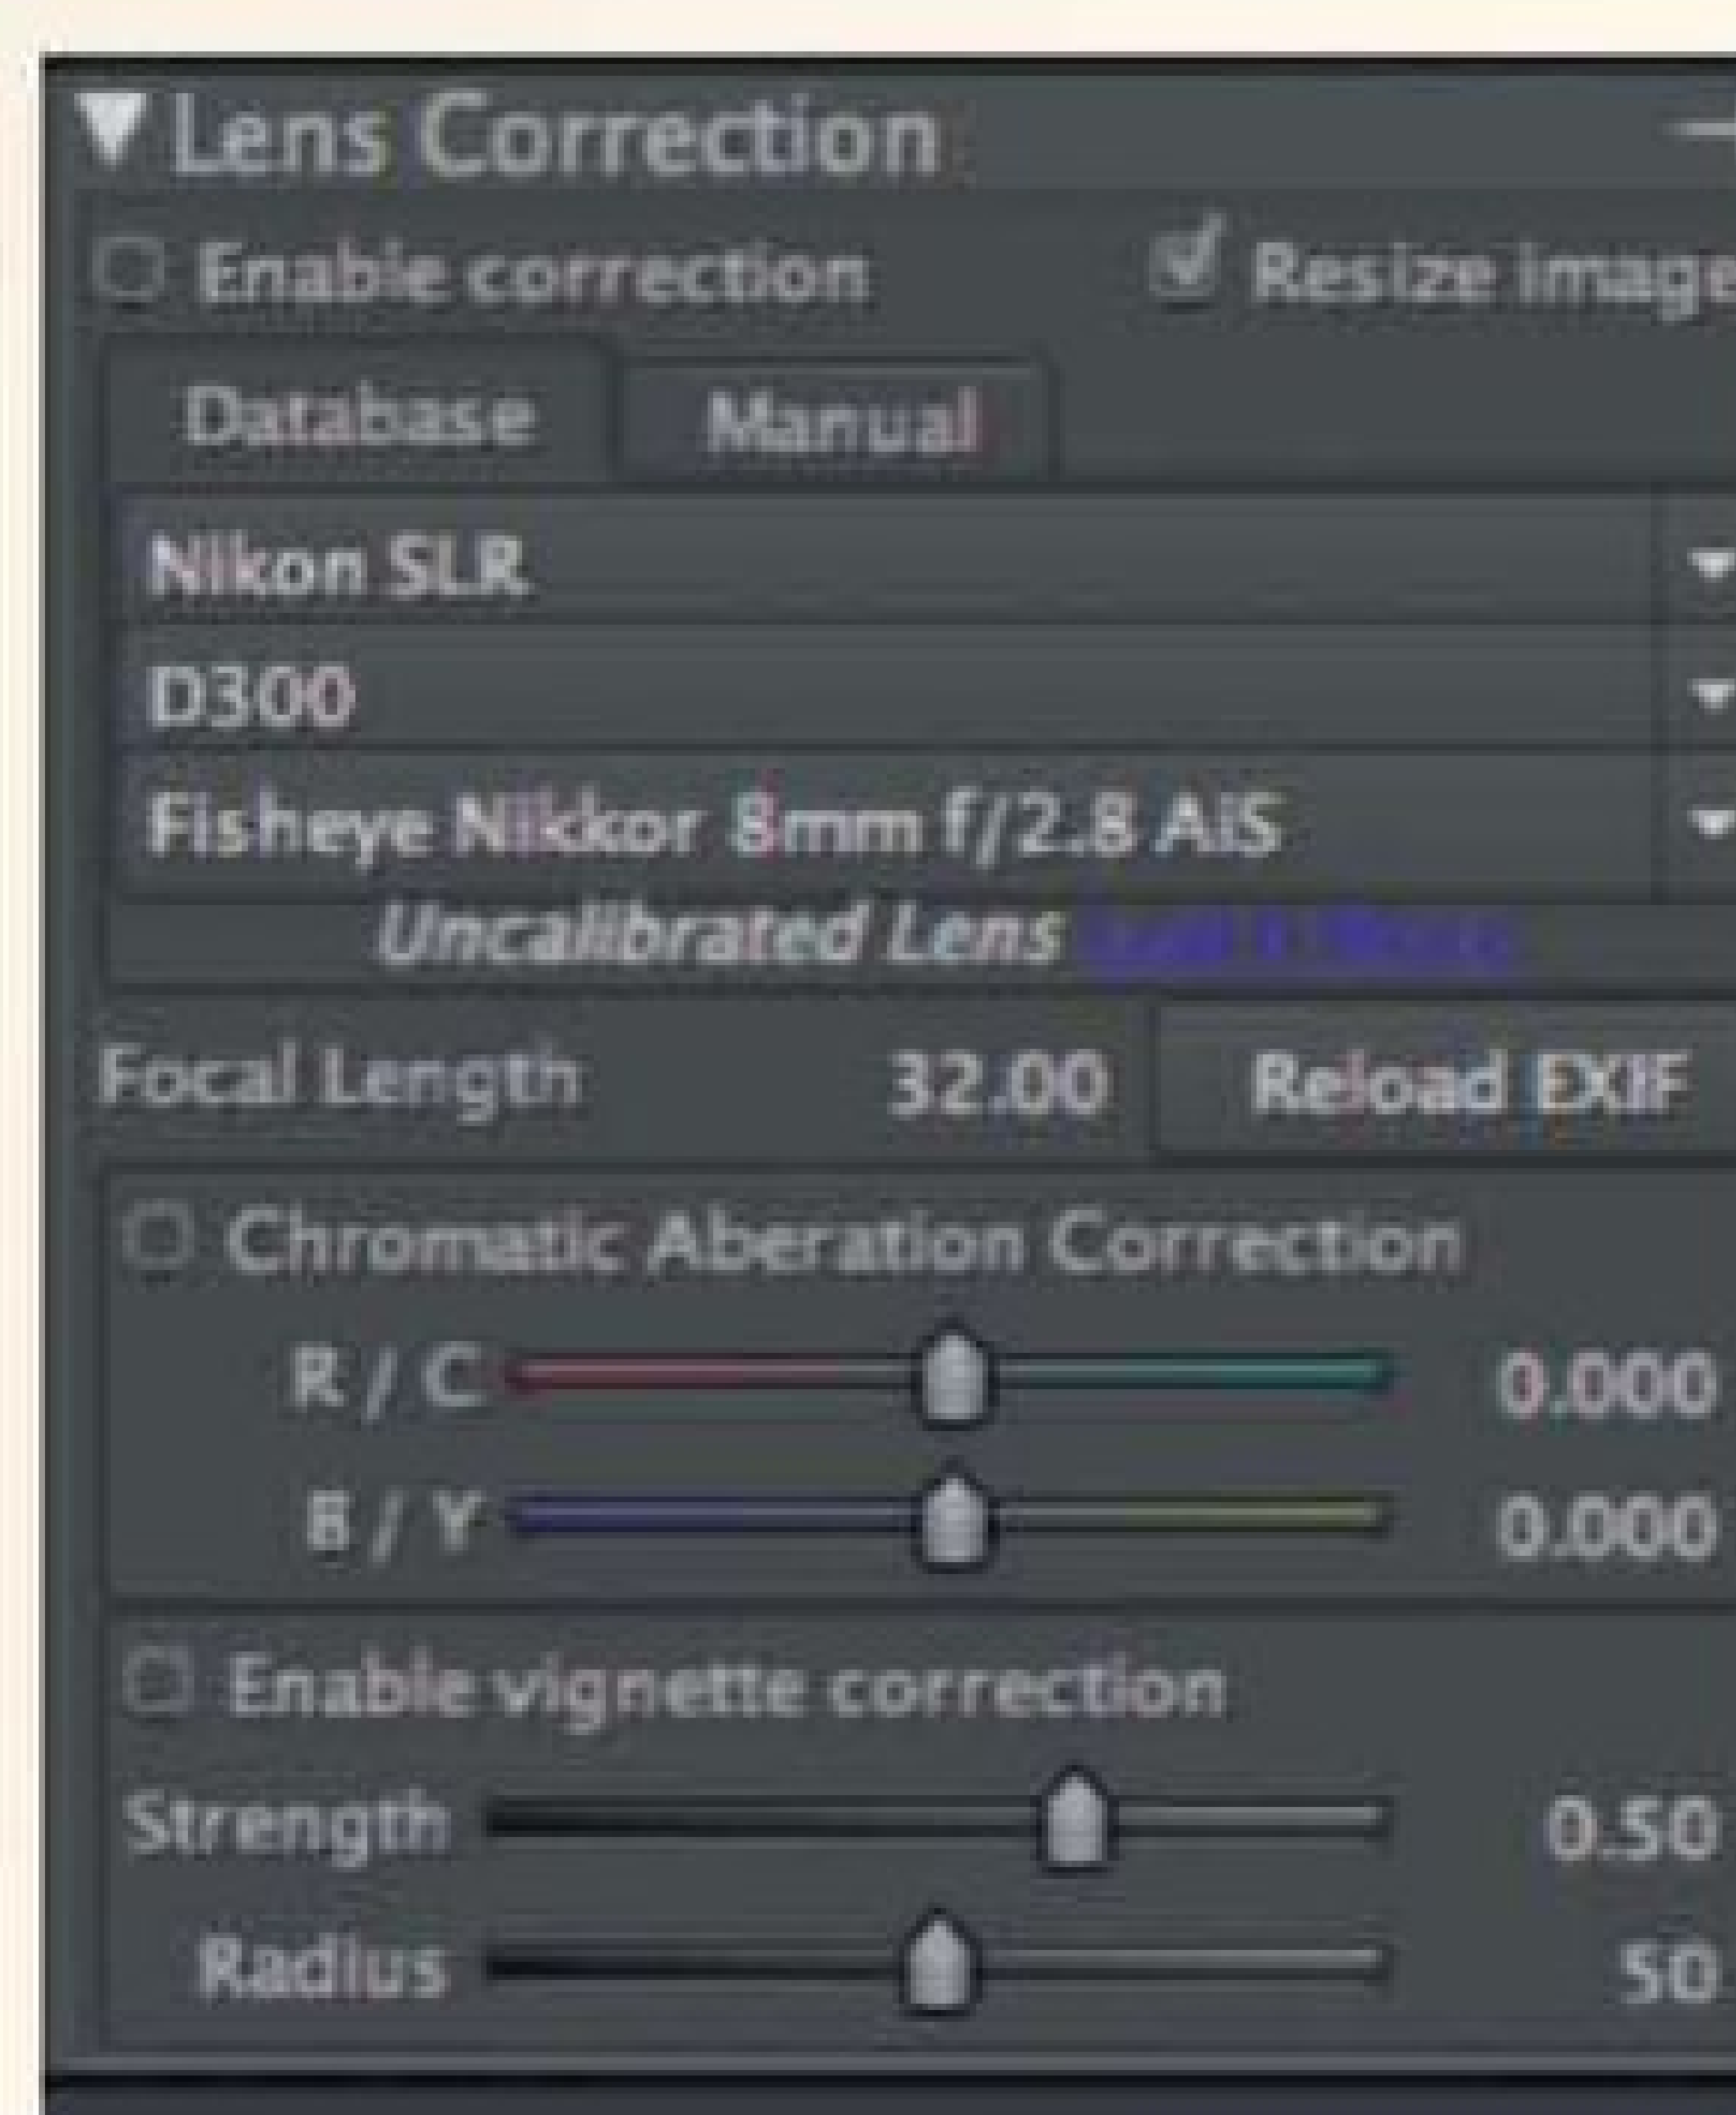 Lens Correction
Enable correction Resize image
Database Manual
Nikon SLR
D300
Fisheye Nikkor 8mm f/2.8 AiS
Uncalibrated Lens
Focal Length 32.00 Reload EXIF
Chromatic Aberation Correction
R / C 0.000
B / Y 0.000
Enable vignette correction
Strength 0.50
Radius 50